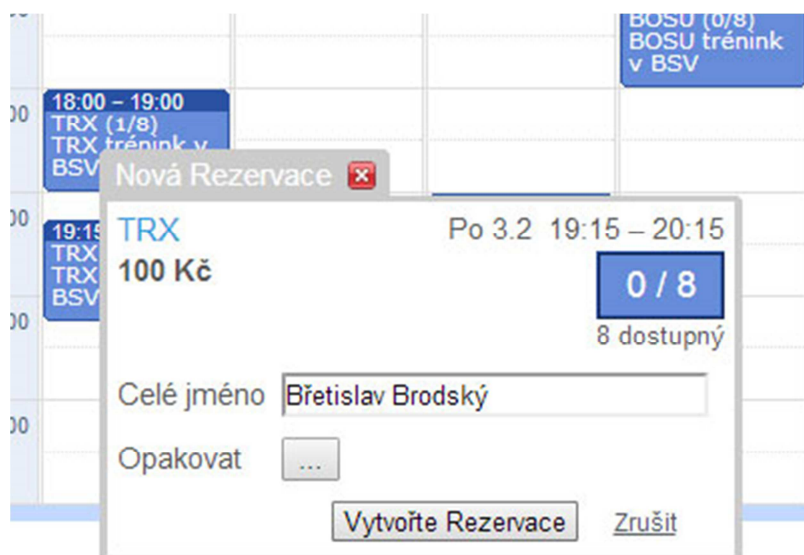 BOSU (0/8)
BOSU trénink
v BSV
18:00 – 19:00
TRX (1/8)
TRX trénink v
BSV
Nová Rezervace
19:15
TRX
TRX
BSV
TRX
Po 3.2 19:15 – 20:15
100 Kč
0 / 8
8 dostupný
Celé jméno
Břetislav Brodský
Opakovat
...
Vytvořte Rezervace
Zrušit
00
00
00
00